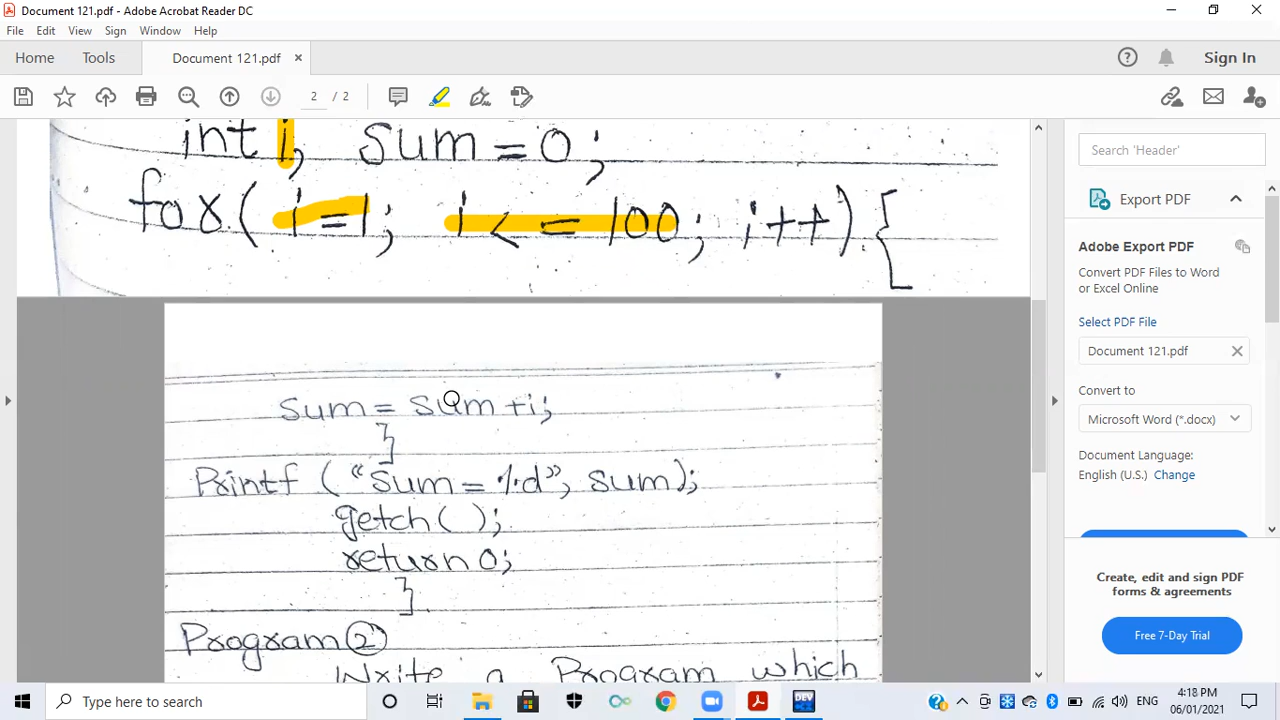 Document 121.pdf - Adobe Acrobat Reader DC
File Edit View Window Help Sign
Home Tools Document 121.pdf × Sign In
2 / 2
int i, sum = 0;
for( i = 1; i < = 100; i++) {
Search 'Header'
Export PDF
Adobe Export PDF
Convert PDF Files to Word
or Excel Online
Select PDF File
Document 121.pdf
Convert to
Microsoft Word (*.docx)
Document Language:
English (U.S.) Change
sum = sum + i;
}
Printf ("sum = %d", sum);
getch( );
return 0;
}
Program 2
Write a Program which
Create, edit and sign PDF
forms & agreements
Free 7-Day Trial
Type here to search
4:18 PM
06/01/2021